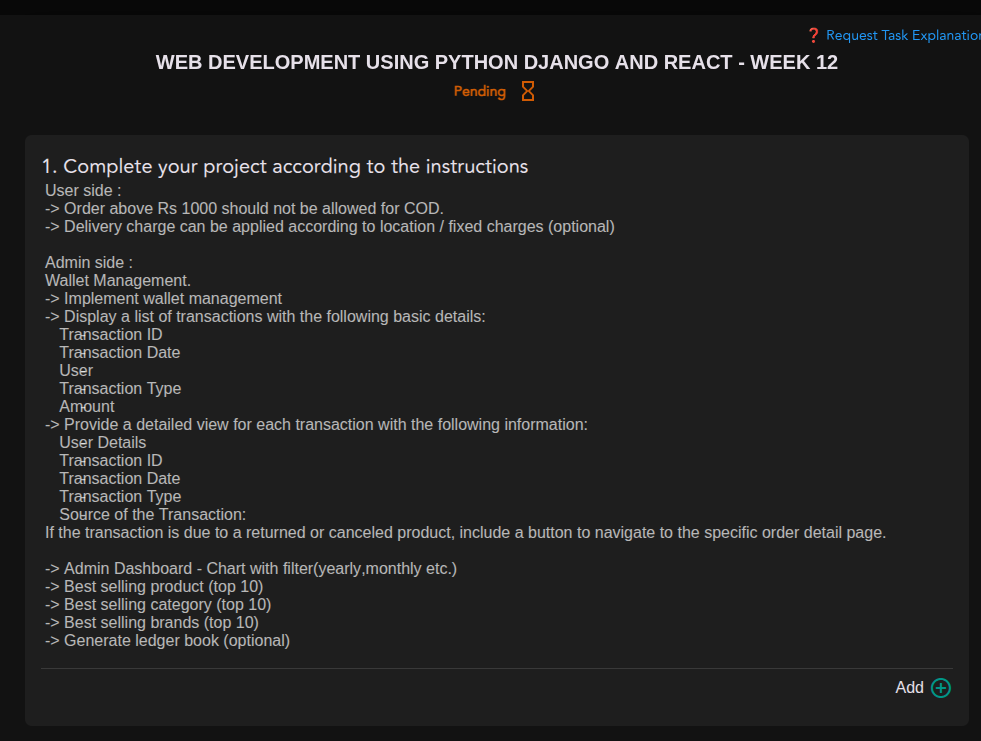 ❓ Request Task Explanation
WEB DEVELOPMENT USING PYTHON DJANGO AND REACT - WEEK 12
Pending
1. Complete your project according to the instructions
User side :
-> Order above Rs 1000 should not be allowed for COD.
-> Delivery charge can be applied according to location / fixed charges (optional)
Admin side :
Wallet Management.
-> Implement wallet management
-> Display a list of transactions with the following basic details:
Transaction ID
Transaction Date
User
Transaction Type
Amount
-> Provide a detailed view for each transaction with the following information:
User Details
Transaction ID
Transaction Date
Transaction Type
Source of the Transaction:
If the transaction is due to a returned or canceled product, include a button to navigate to the specific order detail page.
-> Admin Dashboard - Chart with filter(yearly,monthly etc.)
-> Best selling product (top 10)
-> Best selling category (top 10)
-> Best selling brands (top 10)
-> Generate ledger book (optional)
Add